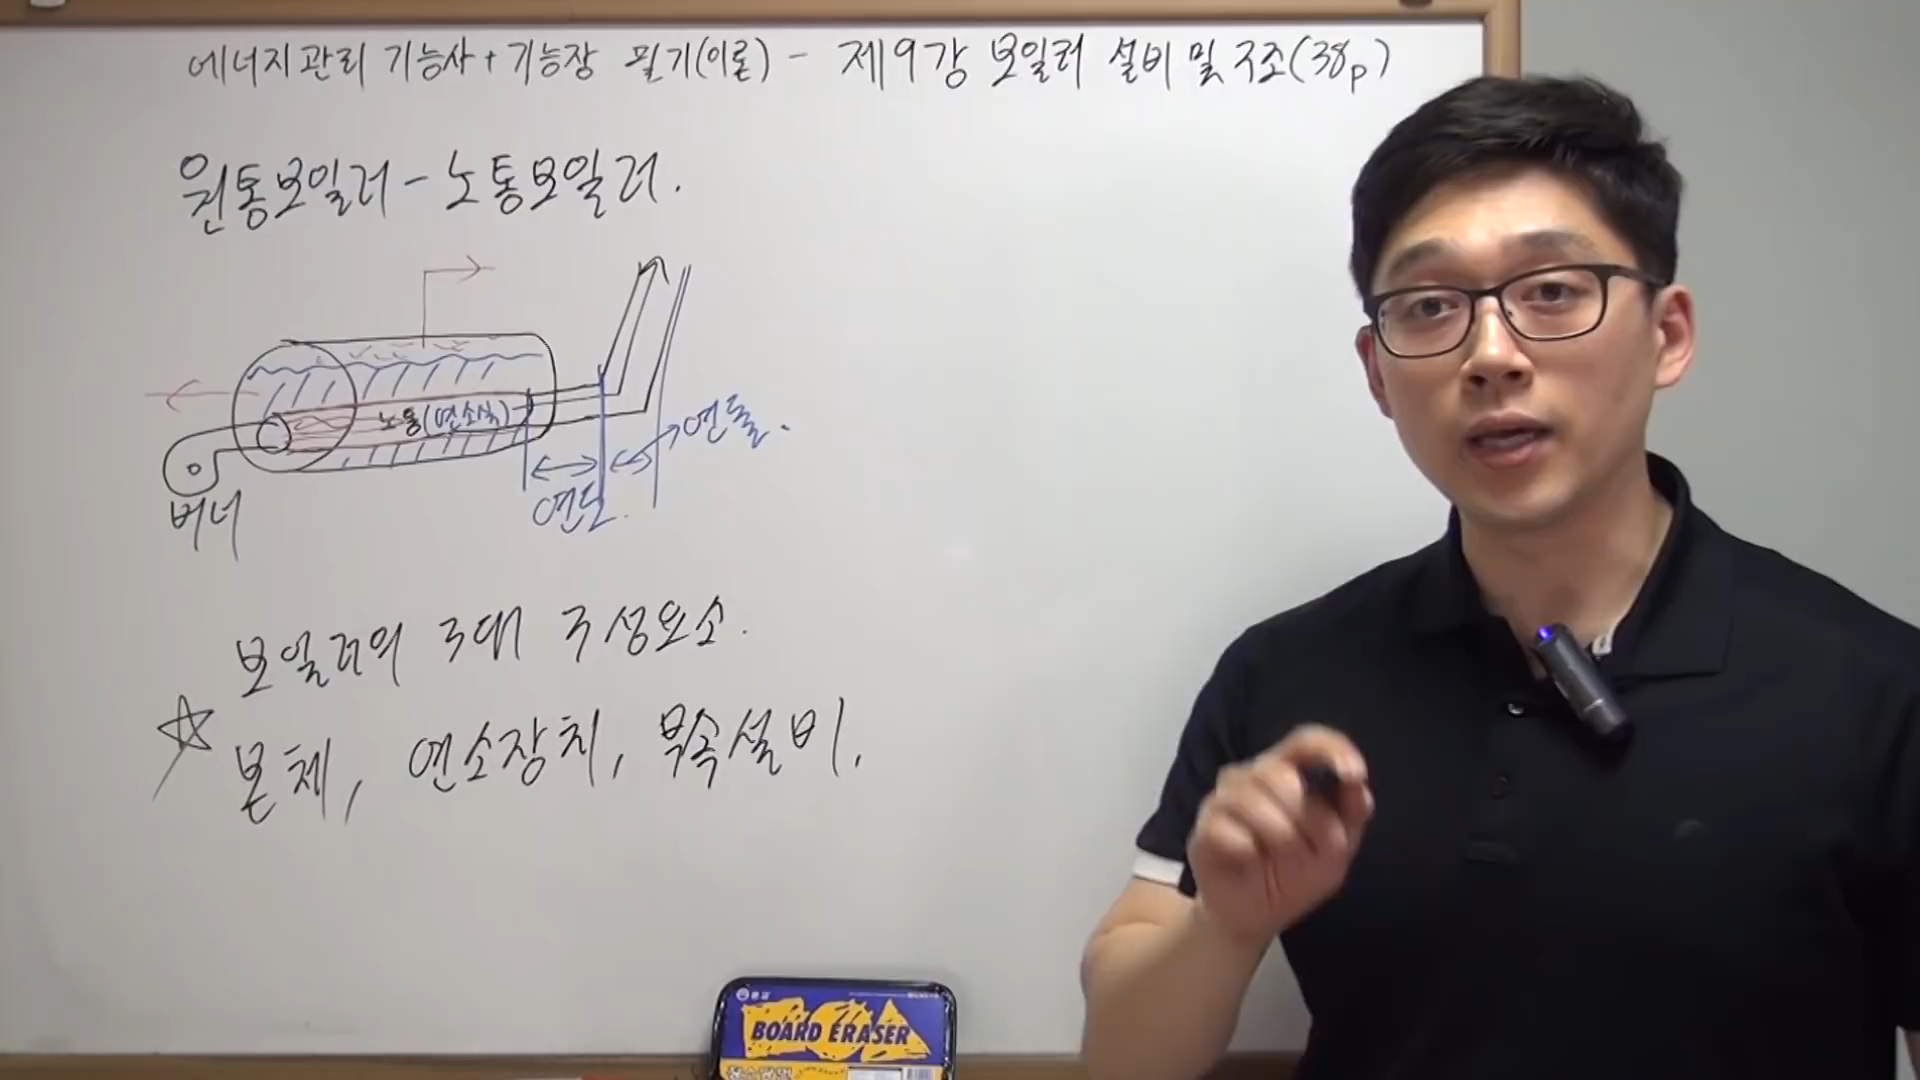 에너지관리 기능사+기능장 필기(이론) - 제9강 보일러 설비 및 구조(38p)
원통보일러 - 노통보일러.
노통(연소실)
연돌.
연도.
버너
보일러의 3대 구성요소.
☆ 본체, 연소장치, 부속설비.
BOARD ERASER